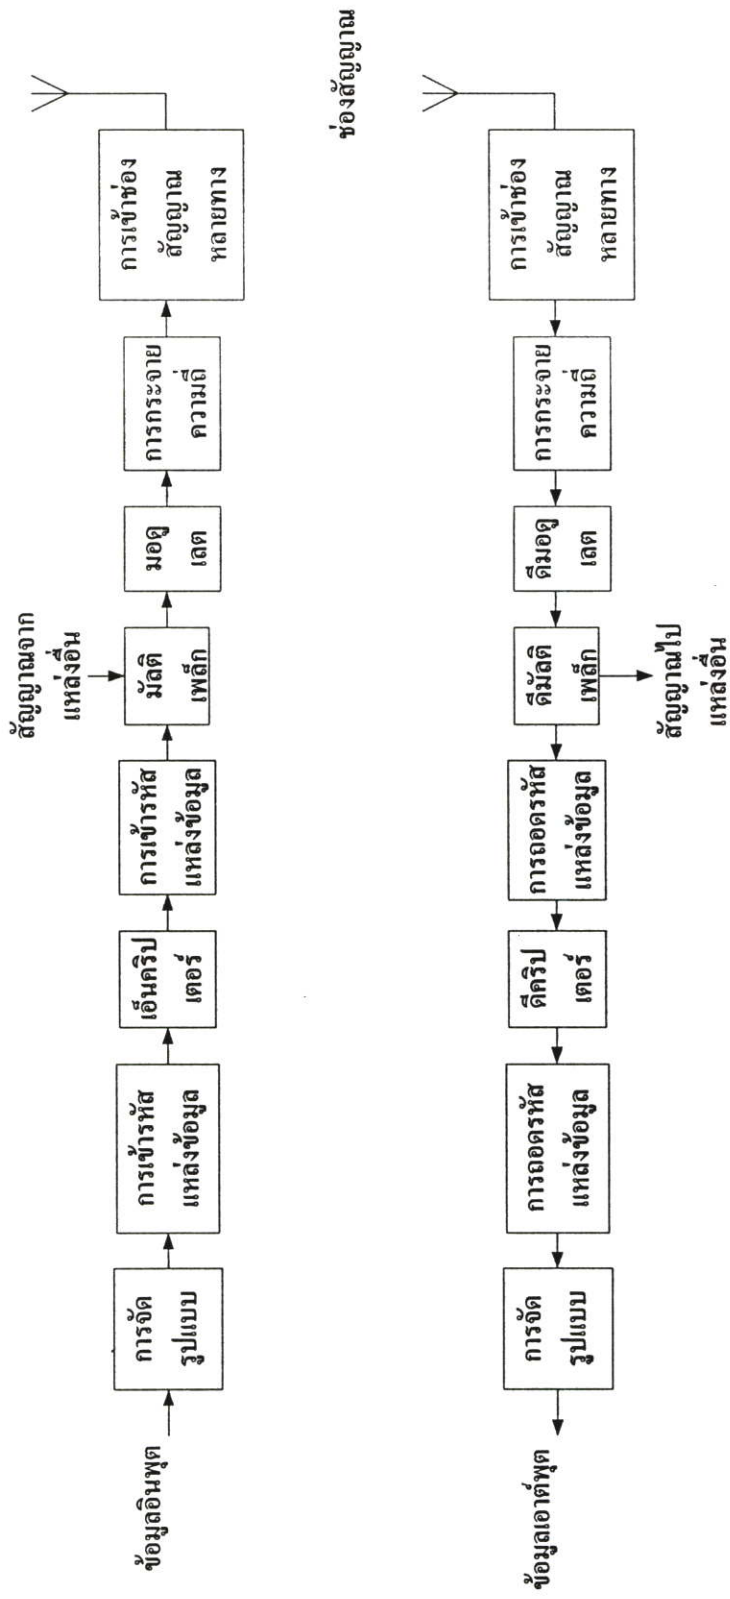 ข้อมูลอินพุต
การจัด
รูปแบบ
การเข้ารหัส
แหล่งข้อมูล
เอ็นคริป
เตอร์
การเข้ารหัส
แหล่งข้อมูล
สัญญาณจาก
แหล่งอื่น
มัลติ
เพล็ก
มอดู
เลต
การกระจาย
ความถี่
การเข้าช่อง
สัญญาณ
หลายทาง
ช่องสัญญาณ
ข้อมูลเอาต์พุต
การจัด
รูปแบบ
การถอดรหัส
แหล่งข้อมูล
ดีคริป
เตอร์
การถอดรหัส
แหล่งข้อมูล
ดีมัลติ
เพล็ก
สัญญาณไป
แหล่งอื่น
ดีมอดู
เลต
การกระจาย
ความถี่
การเข้าช่อง
สัญญาณ
หลายทาง